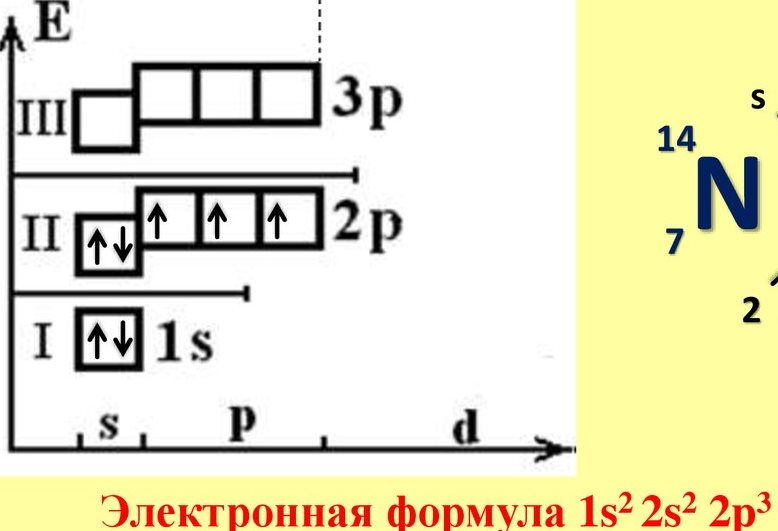 E
III 3p
II ↑↓ ↑ ↑ ↑ 2p
I ↑↓ 1s
s p d
s
14
N
7
2
Электронная формула 1s² 2s² 2p³